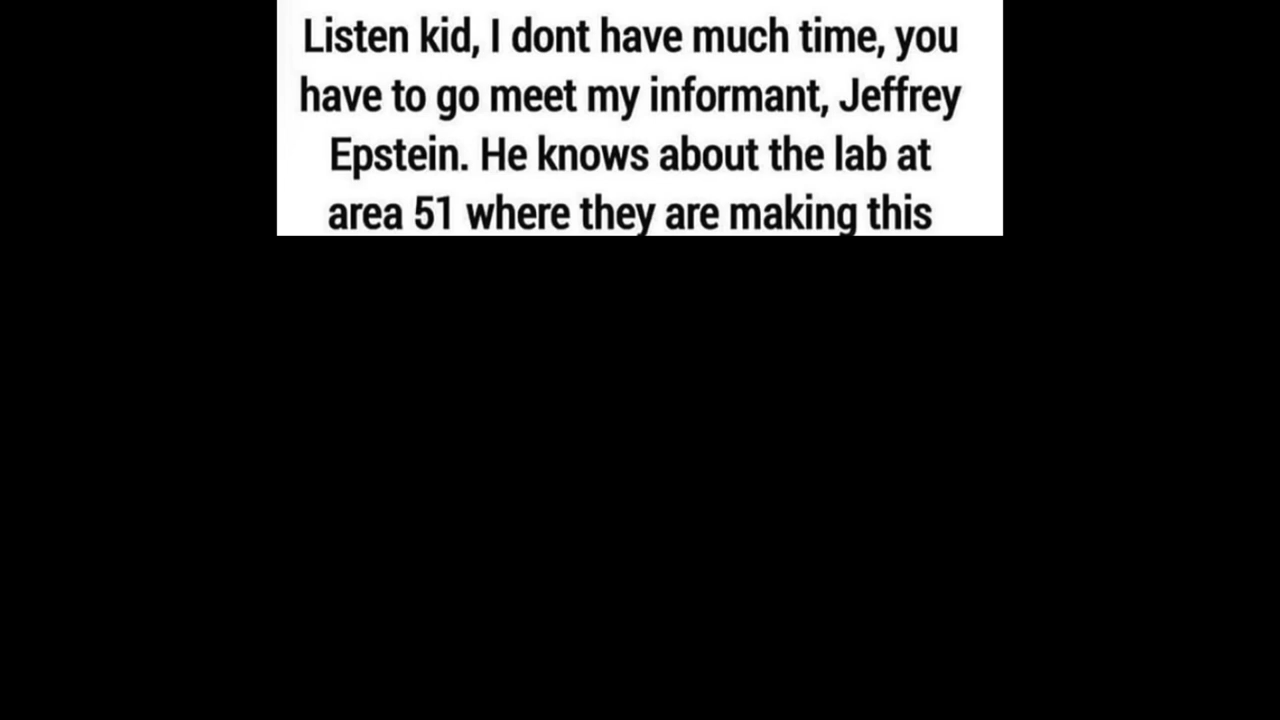 Listen kid, I dont have much time, you
have to go meet my informant, Jeffrey
Epstein. He knows about the lab at
area 51 where they are making this